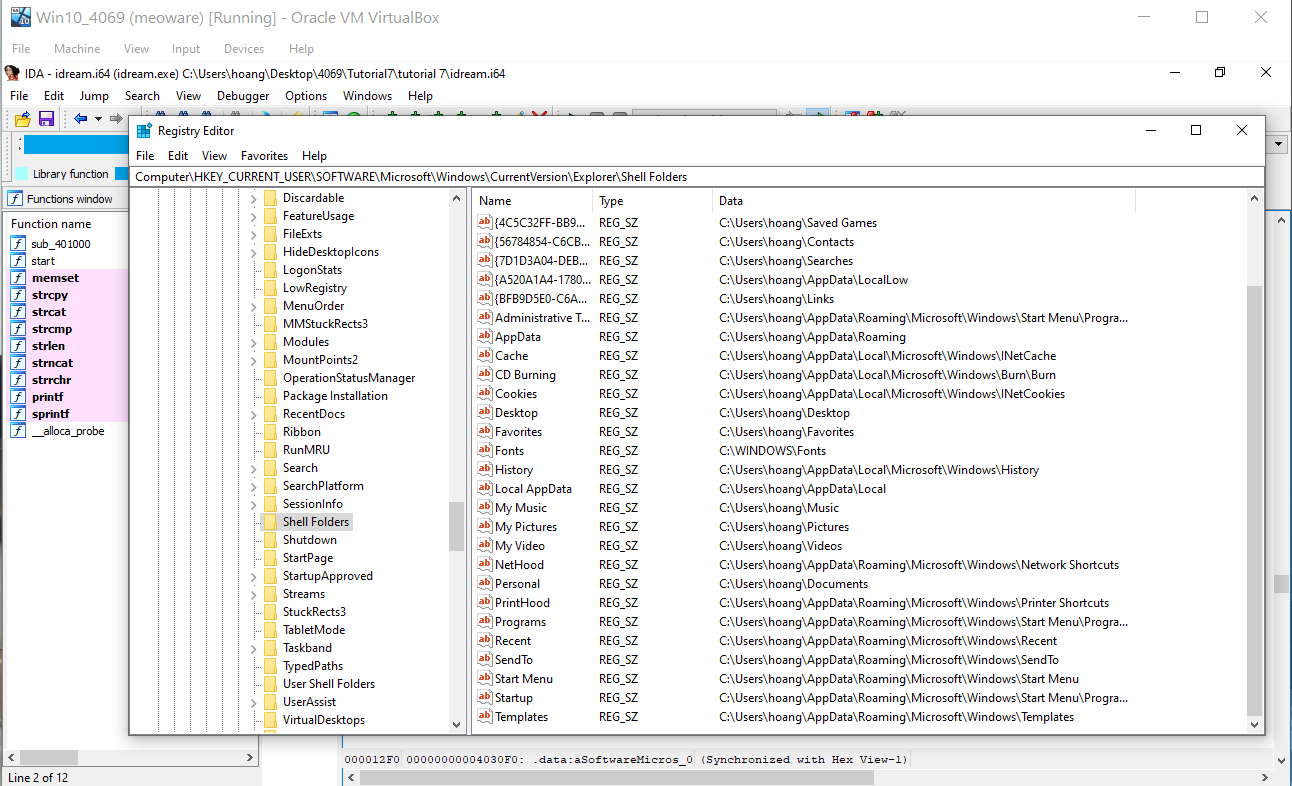 Win10_4069 (meoware) [Running] - Oracle VM VirtualBox
File Machine View Input Devices Help
IDA - idream.i64 (idream.exe) C:\Users\hoang\Desktop\4069\Tutorial7\tutorial 7\idream.i64
File Edit Jump Search View Debugger Options Windows Help
Library function
Functions window
Function name
sub_401000
start
memset
strcpy
strcat
strcmp
strlen
strncat
strrchr
printf
sprintf
__alloca_probe
Line 2 of 12
Registry Editor
File Edit View Favorites Help
Computer\HKEY_CURRENT_USER\SOFTWARE\Microsoft\Windows\CurrentVersion\Explorer\Shell Folders
Discardable
FeatureUsage
FileExts
HideDesktopIcons
LogonStats
LowRegistry
MenuOrder
MMStuckRects3
Modules
MountPoints2
OperationStatusManager
Package Installation
RecentDocs
Ribbon
RunMRU
Search
SearchPlatform
SessionInfo
Shell Folders
Shutdown
StartPage
StartupApproved
Streams
StuckRects3
TabletMode
Taskband
TypedPaths
User Shell Folders
UserAssist
VirtualDesktops
Name Type Data
{4C5C32FF-BB9... REG_SZ C:\Users\hoang\Saved Games
{56784854-C6CB... REG_SZ C:\Users\hoang\Contacts
{7D1D3A04-DEB... REG_SZ C:\Users\hoang\Searches
{A520A1A4-1780... REG_SZ C:\Users\hoang\AppData\LocalLow
{BFB9D5E0-C6A... REG_SZ C:\Users\hoang\Links
Administrative T... REG_SZ C:\Users\hoang\AppData\Roaming\Microsoft\Windows\Start Menu\Progra...
AppData REG_SZ C:\Users\hoang\AppData\Roaming
Cache REG_SZ C:\Users\hoang\AppData\Local\Microsoft\Windows\INetCache
CD Burning REG_SZ C:\Users\hoang\AppData\Local\Microsoft\Windows\Burn\Burn
Cookies REG_SZ C:\Users\hoang\AppData\Local\Microsoft\Windows\INetCookies
Desktop REG_SZ C:\Users\hoang\Desktop
Favorites REG_SZ C:\Users\hoang\Favorites
Fonts REG_SZ C:\WINDOWS\Fonts
History REG_SZ C:\Users\hoang\AppData\Local\Microsoft\Windows\History
Local AppData REG_SZ C:\Users\hoang\AppData\Local
My Music REG_SZ C:\Users\hoang\Music
My Pictures REG_SZ C:\Users\hoang\Pictures
My Video REG_SZ C:\Users\hoang\Videos
NetHood REG_SZ C:\Users\hoang\AppData\Roaming\Microsoft\Windows\Network Shortcuts
Personal REG_SZ C:\Users\hoang\Documents
PrintHood REG_SZ C:\Users\hoang\AppData\Roaming\Microsoft\Windows\Printer Shortcuts
Programs REG_SZ C:\Users\hoang\AppData\Roaming\Microsoft\Windows\Start Menu\Progra...
Recent REG_SZ C:\Users\hoang\AppData\Roaming\Microsoft\Windows\Recent
SendTo REG_SZ C:\Users\hoang\AppData\Roaming\Microsoft\Windows\SendTo
Start Menu REG_SZ C:\Users\hoang\AppData\Roaming\Microsoft\Windows\Start Menu
Startup REG_SZ C:\Users\hoang\AppData\Roaming\Microsoft\Windows\Start Menu\Progra...
Templates REG_SZ C:\Users\hoang\AppData\Roaming\Microsoft\Windows\Templates
000012F0 00000000004030F0: .data:aSoftwareMicros_0 (Synchronized with Hex View-1)